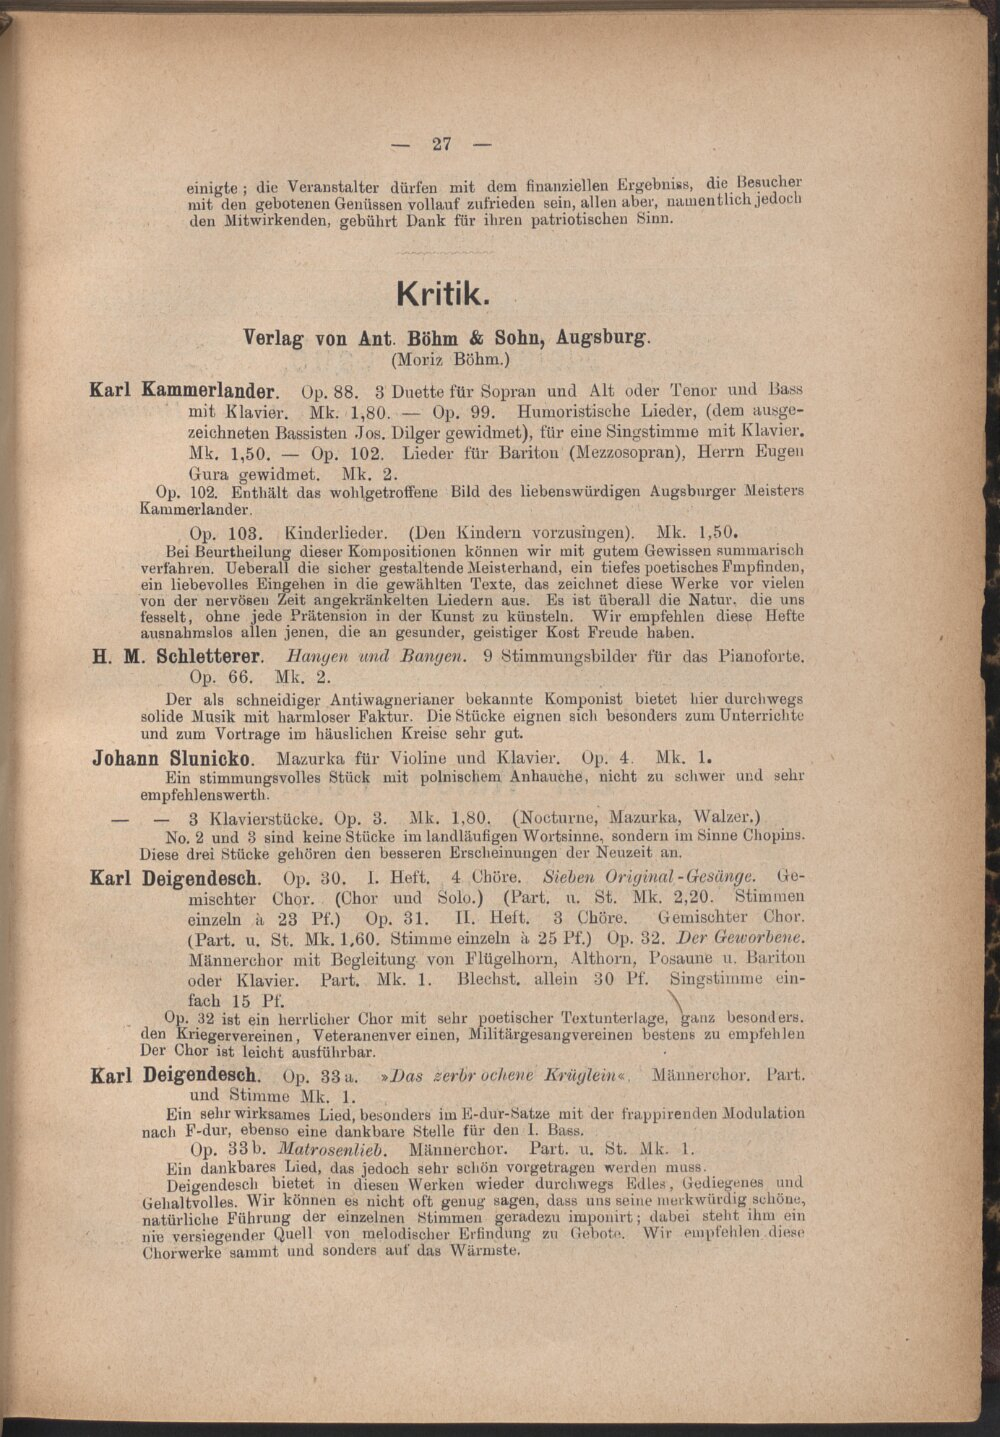 — 27 —
einigte; die Veranstalter dürfen mit dem finanziellen Ergebniss, die Besucher
mit den gebotenen Genüssen vollauf zufrieden sein, allen aber, namentlich jedoch
den Mitwirkenden, gebührt Dank für ihren patriotischen Sinn.
Kritik.
Verlag von Ant. Böhm & Sohn, Augsburg.
(Moriz Böhm.)
Karl Kammerlander. Op. 88. 3 Duette für Sopran und Alt oder Tenor und Bass
mit Klavier. Mk. 1,80. — Op. 99. Humoristische Lieder, (dem ausge-
zeichneten Bassisten Jos. Dilger gewidmet), für eine Singstimme mit Klavier.
Mk. 1,50. — Op. 102. Lieder für Bariton (Mezzosopran), Herrn Eugen
Gura gewidmet. Mk. 2.
Op. 102. Enthält das wohlgetroffene Bild des liebenswürdigen Augsburger Meisters
Kammerlander.
Op. 103. Kinderlieder. (Den Kindern vorzusingen). Mk. 1,50.
Bei Beurtheilung dieser Kompositionen können wir mit gutem Gewissen summarisch
verfahren. Ueberall die sicher gestaltende Meisterhand, ein tiefes poetisches Fmpfinden,
ein liebevolles Eingehen in die gewählten Texte, das zeichnet diese Werke vor vielen
von der nervösen Zeit angekränkelten Liedern aus. Es ist überall die Natur, die uns
fesselt, ohne jede Prätension in der Kunst zu künsteln. Wir empfehlen diese Hefte
ausnahmslos allen jenen, die an gesunder, geistiger Kost Freude haben.
H. M. Schletterer. Hangen und Bangen. 9 Stimmungsbilder für das Pianoforte.
Op. 66. Mk. 2.
Der als schneidiger Antiwagnerianer bekannte Komponist bietet hier durchwegs
solide Musik mit harmloser Faktur. Die Stücke eignen sich besonders zum Unterrichte
und zum Vortrage im häuslichen Kreise sehr gut.
Johann Slunicko. Mazurka für Violine und Klavier. Op. 4. Mk. 1.
Ein stimmungsvolles Stück mit polnischem Anhauche, nicht zu schwer und sehr
empfehlenswerth.
— — 3 Klavierstücke. Op. 3. Mk. 1,80. (Nocturne, Mazurka, Walzer.)
No. 2 und 3 sind keine Stücke im landläufigen Wortsinne, sondern im Sinne Chopins.
Diese drei Stücke gehören den besseren Erscheinungen der Neuzeit an.
Karl Deigendesch. Op. 30. 1. Heft. 4 Chöre. Sieben Original-Gesänge. Ge-
mischter Chor. (Chor und Solo.) (Part. u. St. Mk. 2,20. Stimmen
einzeln à 23 Pf.) Op. 31. II. Heft. 3 Chöre. Gemischter Chor.
(Part. u. St. Mk. 1,60. Stimme einzeln à 25 Pf.) Op. 32. Der Geworbene.
Männerchor mit Begleitung von Flügelhorn, Althorn, Posaune u. Bariton
oder Klavier. Part. Mk. 1. Blechst. allein 30 Pf. Singstimme ein-
fach 15 Pf.
Op. 32 ist ein herrlicher Chor mit sehr poetischer Textunterlage, ganz besonders.
den Kriegervereinen, Veteranenver einen, Militärgesangvereinen bestens zu empfehlen
Der Chor ist leicht ausführbar.
Karl Deigendesch. Op. 33a. »Das zerbr ochene Krüglein«. Männerchor. Part.
und Stimme Mk. 1.
Ein sehr wirksames Lied, besonders im E-dur-Satze mit der frappirenden Modulation
nach F-dur, ebenso eine dankbare Stelle für den 1. Bass.
Op. 33b. Matrosenlieb. Männerchor. Part. u. St. Mk. 1.
Ein dankbares Lied, das jedoch sehr schön vorgetragen werden muss.
Deigendesch bietet in diesen Werken wieder durchwegs Edles, Gediegenes und
Gehaltvolles. Wir können es nicht oft genug sagen, dass uns seine merkwürdig schöne,
natürliche Führung der einzelnen Stimmen geradezu imponirt; dabei steht ihm ein
nie versiegender Quell von melodischer Erfindung zu Gebote. Wir empfehlen diese
Chorwerke sammt und sonders auf das Wärmste.